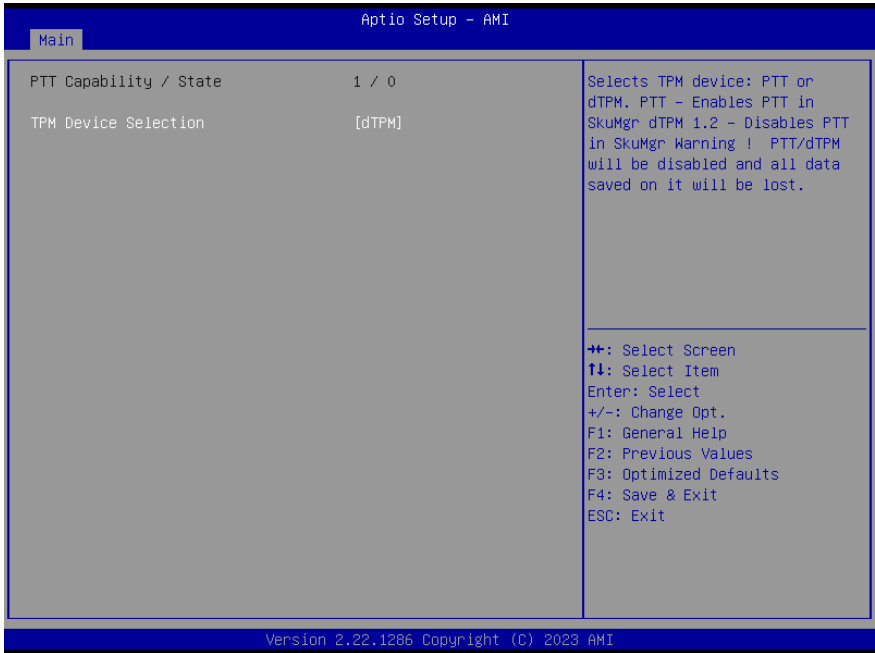 Aptio Setup – AMI
Main
PTT Capability / State 1 / 0
TPM Device Selection [dTPM]
Selects TPM device: PTT or
dTPM. PTT – Enables PTT in
SkuMgr dTPM 1.2 – Disables PTT
in SkuMgr Warning ! PTT/dTPM
will be disabled and all data
saved on it will be lost.
→←: Select Screen
↑↓: Select Item
Enter: Select
+/-: Change Opt.
F1: General Help
F2: Previous Values
F3: Optimized Defaults
F4: Save & Exit
ESC: Exit
Version 2.22.1286 Copyright (C) 2023 AMI